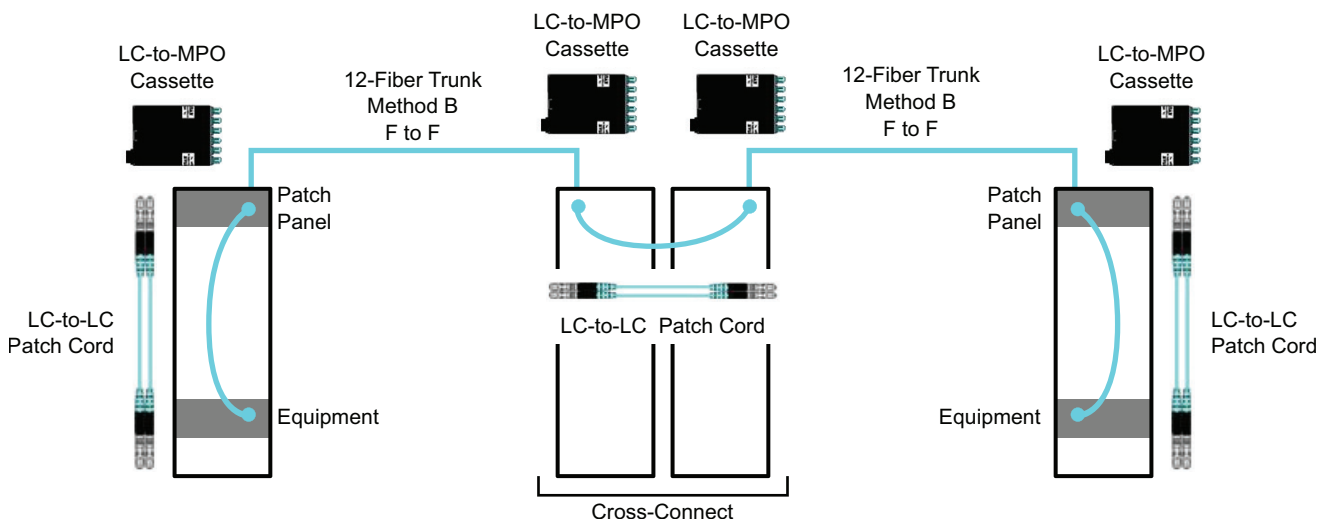 LC-to-MPO
Cassette
LC-to-MPO
Cassette
LC-to-MPO
Cassette
LC-to-MPO
Cassette
12-Fiber Trunk
Method B
F to F
12-Fiber Trunk
Method B
F to F
Patch
Panel
Patch
Panel
LC-to-LC
Patch Cord
LC-to-LC Patch Cord
LC-to-LC
Patch Cord
Equipment
Equipment
Cross-Connect